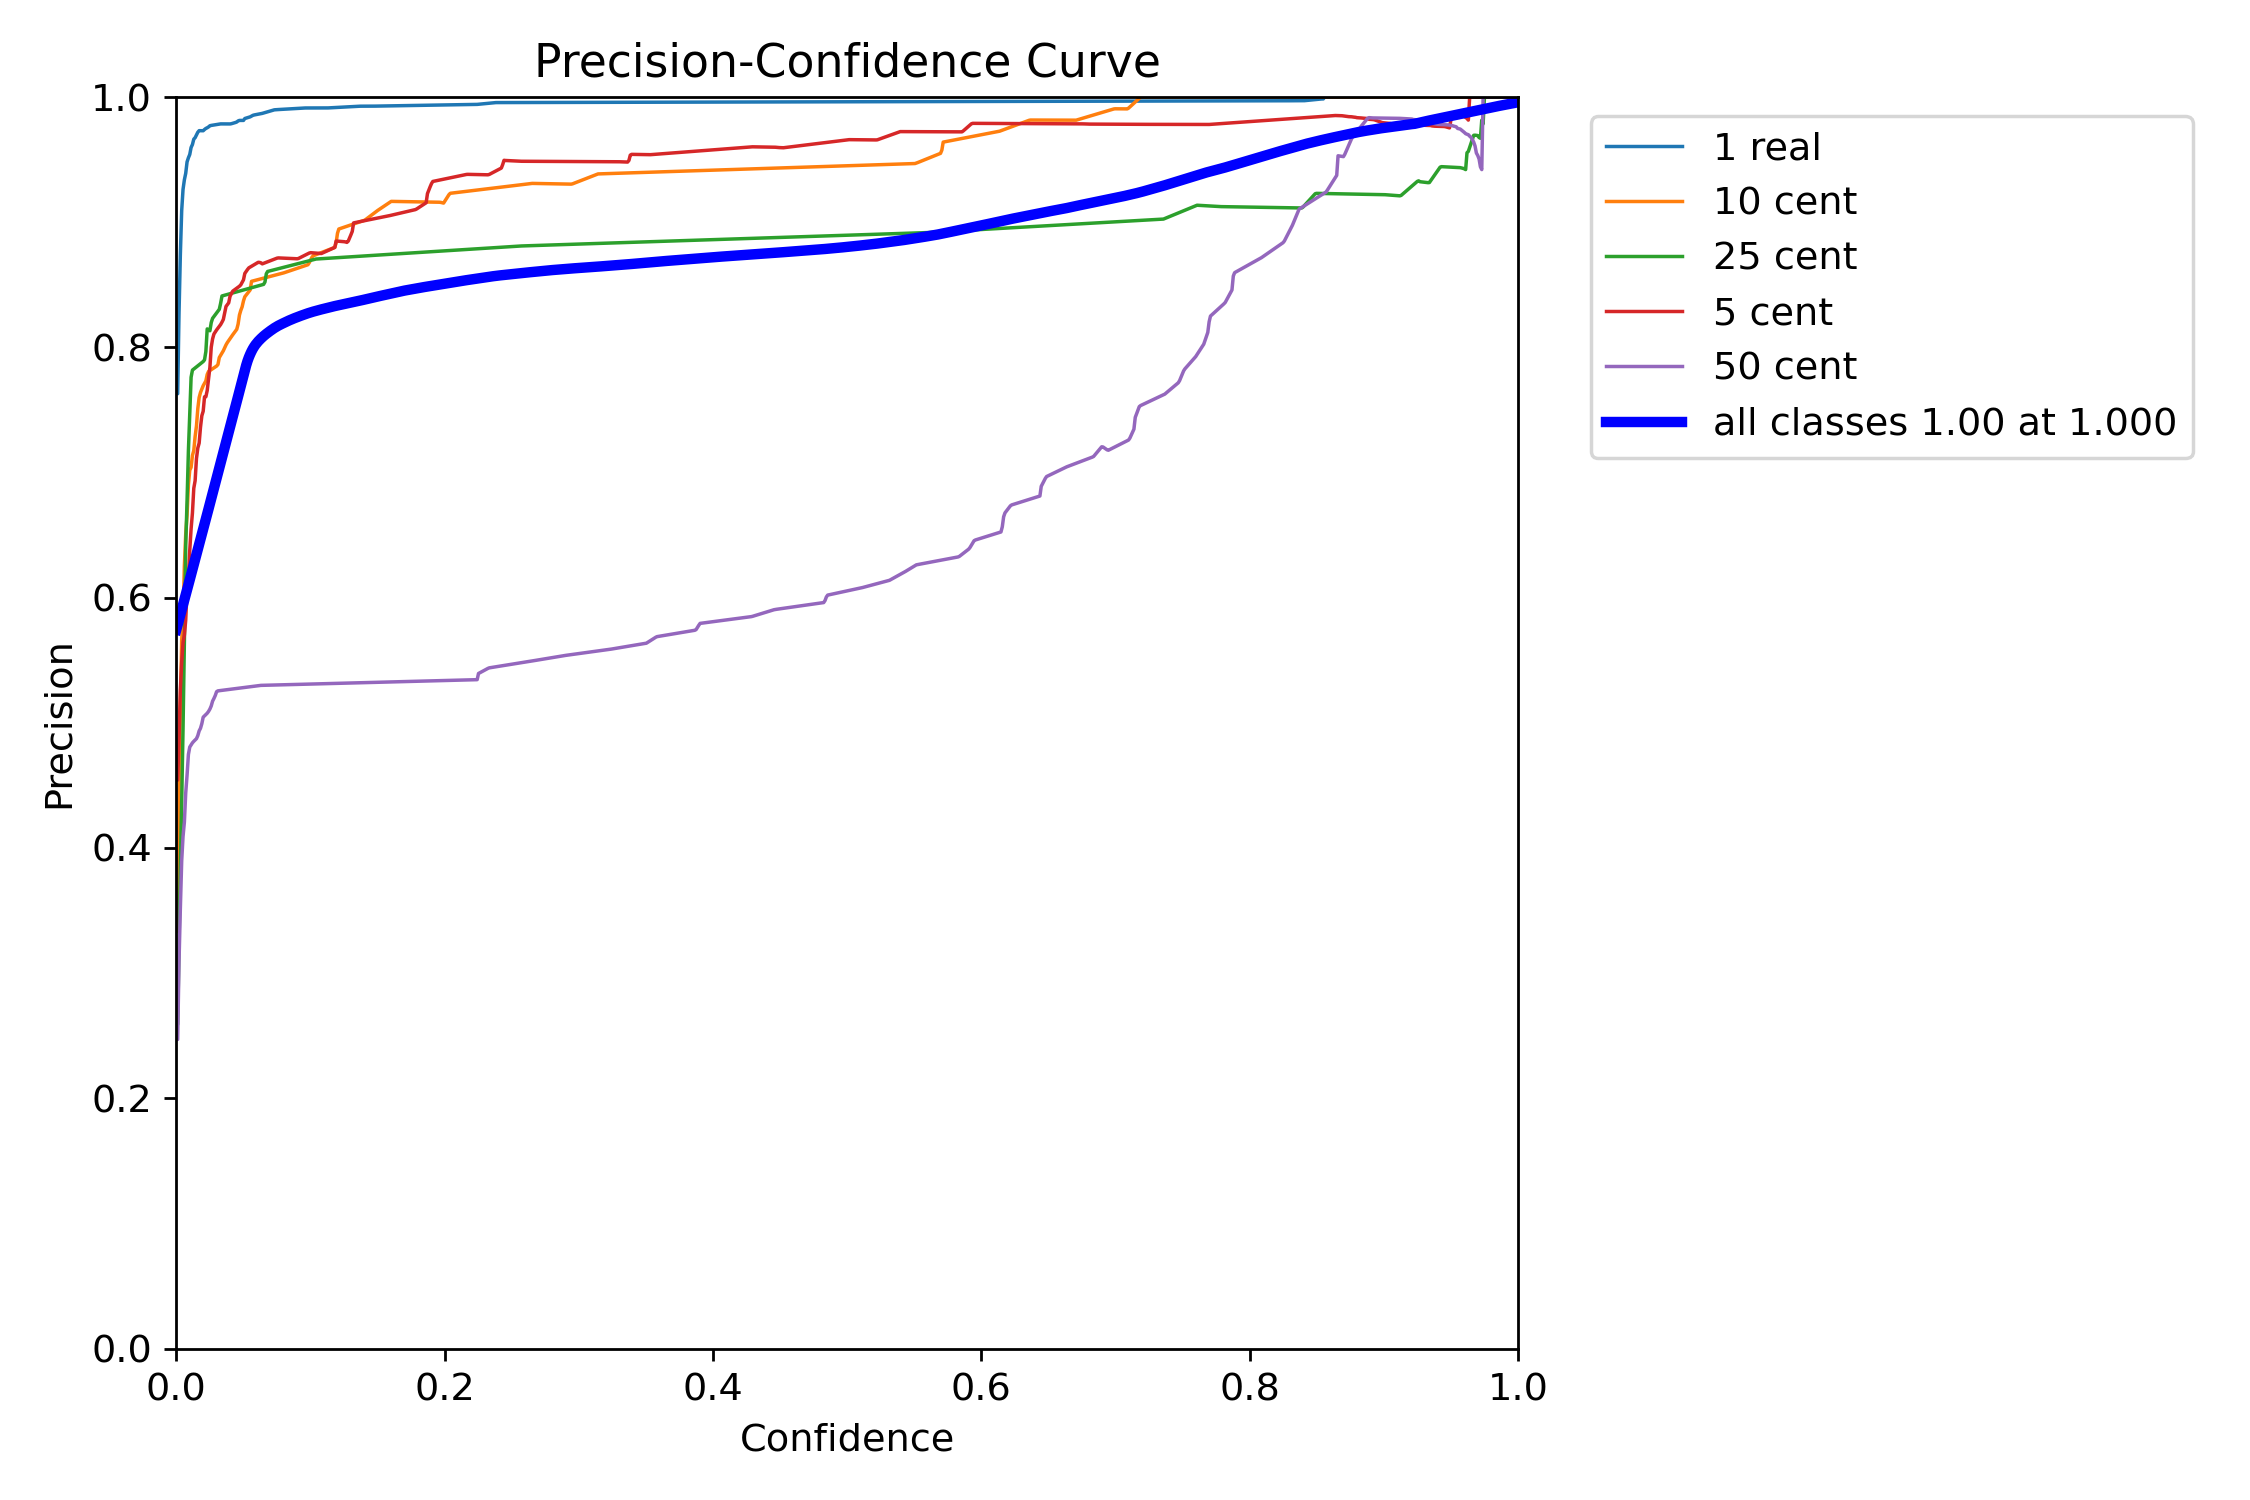 Precision-Confidence Curve
1.0
0.8
0.6
0.4
0.2
0.0
Precision
0.0 0.2 0.4 0.6 0.8 1.0
Confidence
1 real
10 cent
25 cent
5 cent
50 cent
all classes 1.00 at 1.000